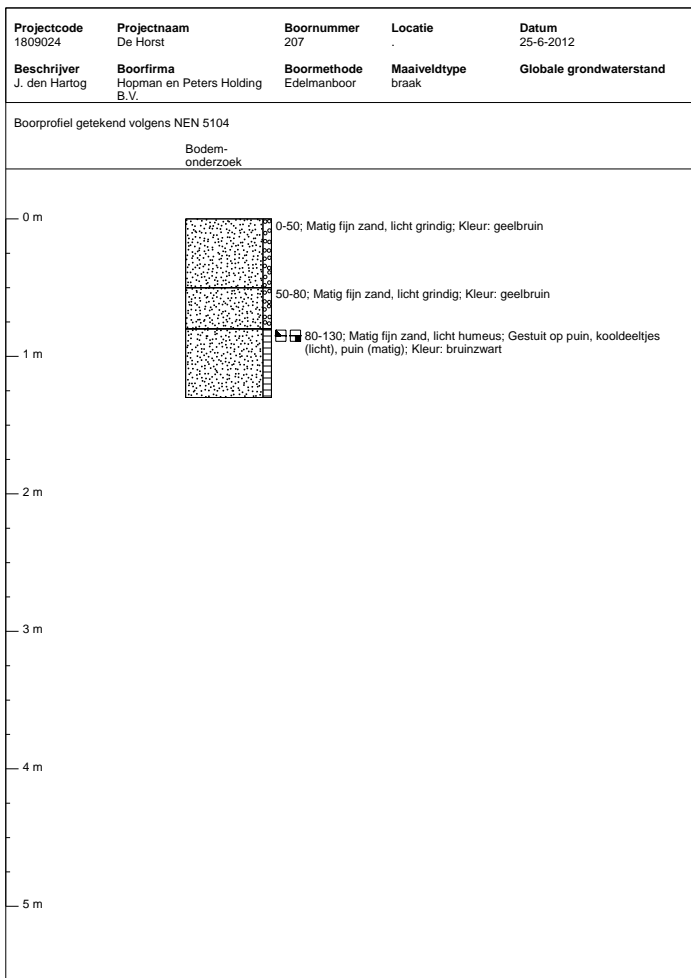 Projectcode Projectnaam Boornummer Locatie Datum
1809024 De Horst 207 . 25-6-2012
Beschrijver Boorfirma Boormethode Maaiveldtype Globale grondwaterstand
J. den Hartog Hopman en Peters Holding Edelmanboor braak
B.V.
Boorprofiel getekend volgens NEN 5104
Bodem-
onderzoek
0 m
0-50; Matig fijn zand, licht grindig; Kleur: geelbruin
50-80; Matig fijn zand, licht grindig; Kleur: geelbruin
80-130; Matig fijn zand, licht humeus; Gestuit op puin, kooldeeltjes
(licht), puin (matig); Kleur: bruinzwart
1 m
2 m
3 m
4 m
5 m